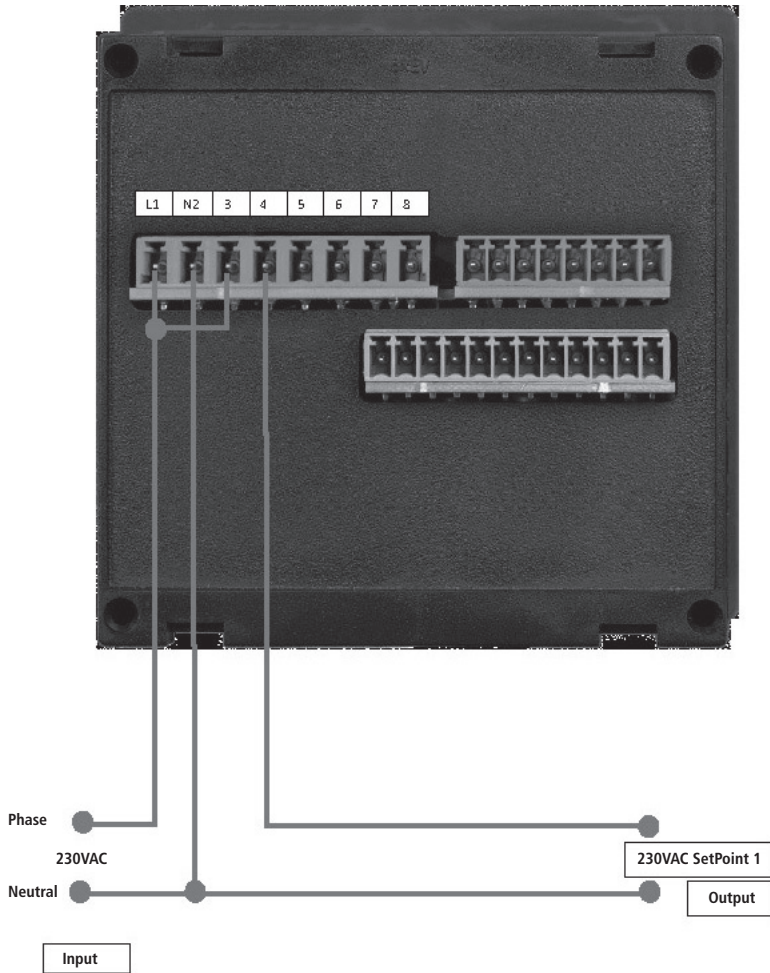 L1 N2 3 4 5 6 7 8
Phase
230VAC
230VAC SetPoint 1
Neutral
Output
Input